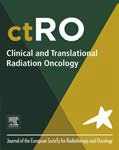 ctRO
Clinical and Translational
Radiation Oncology
Journal of the European Society for Radiotherapy and Oncology